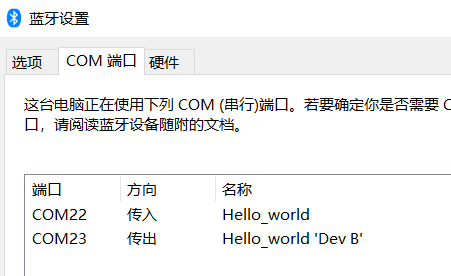 蓝牙设置
选项 COM 端口 硬件
这台电脑正在使用下列 COM (串行)端口。若要确定你是否需要 C
口，请阅读蓝牙设备随附的文档。
端口 方向 名称
COM22 传入 Hello_world
COM23 传出 Hello_world 'Dev B'